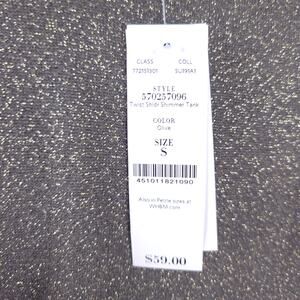 CLASS COLL
STYLE
570257096
Twist Shldr Shimmer Tank
COLOR
Olive
SIZE
S
451011821090
Also in Petite sizes at
WHBM.com
$59.00